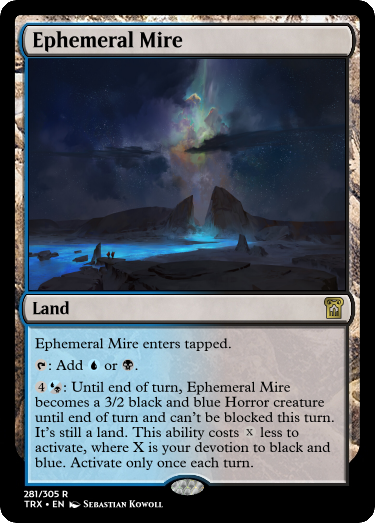 Ephemeral Mire
Land
Ephemeral Mire enters tapped.
: Add or .
4 : Until end of turn, Ephemeral Mire
becomes a 3/2 black and blue Horror creature
until end of turn and can't be blocked this turn.
It's still a land. This ability costs X less to
activate, where X is your devotion to black and
blue. Activate only once each turn.
281/305 R
TRX • EN Sebastian Kowoll